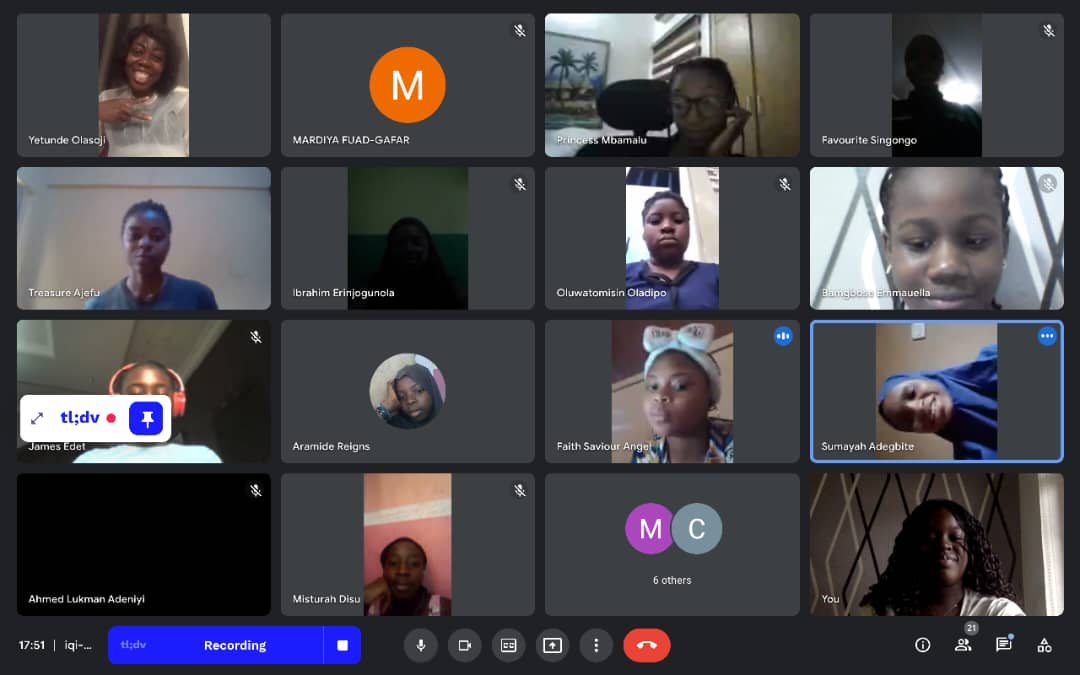 Yetunde Olasoji
M
MARDIYA FUAD-GAFAR
Princess Mbamalu
Favourite Singongo
Treasure Ajefu
Ibrahim Erinjogunola
Oluwatomisin Oladipo
Bamgbose Emmauella
tl;dv
James Edet
Aramide Reigns
Faith Saviour Angel
Sumayah Adegbite
Ahmed Lukman Adeniyi
Misturah Disu
M C
6 others
You
17:51 | iqi-...
tl;dv Recording
21